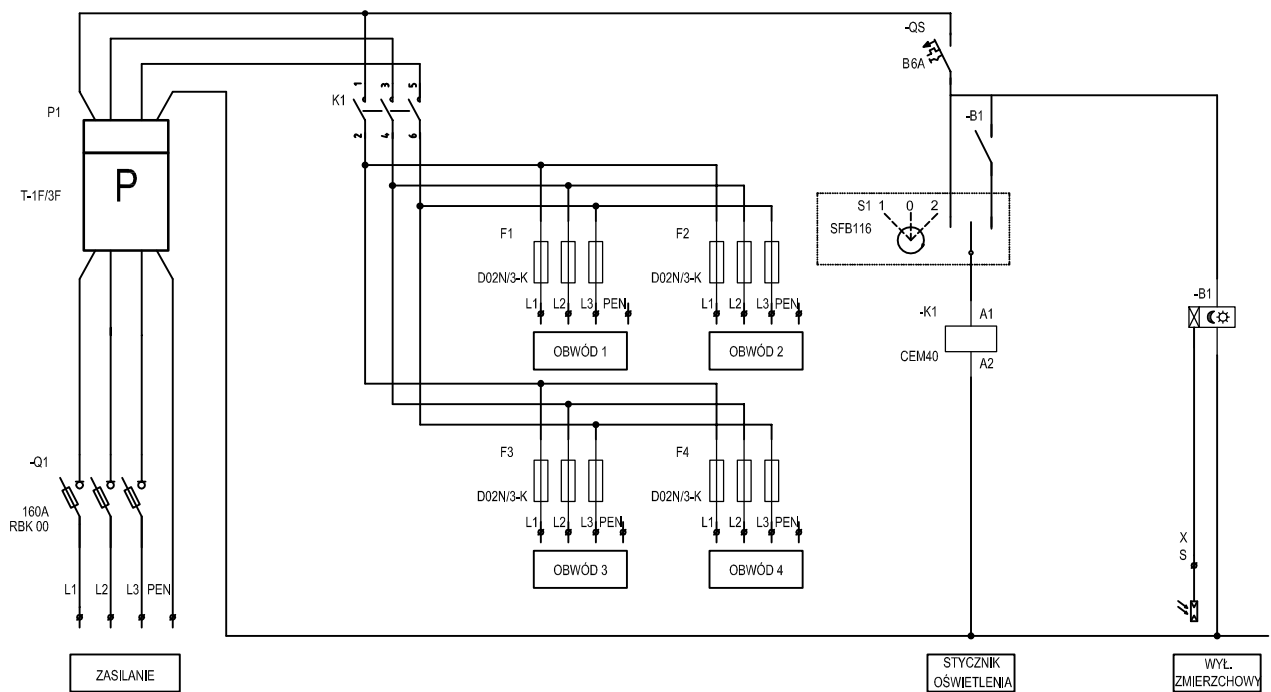 -QS
B6A
P1
P
T-1F/3F
K1
1 3 5
2 4 6
-B1
S1 1 0 2
SFB116
F1
D02N/3-K
L1 L2 L3 PEN
OBWÓD 1
F2
D02N/3-K
L1 L2 L3 PEN
OBWÓD 2
-K1
A1
CEM40
A2
-B1
F3
D02N/3-K
L1 L2 L3 PEN
OBWÓD 3
F4
D02N/3-K
L1 L2 L3 PEN
OBWÓD 4
-Q1
160A
RBK 00
L1 L2 L3 PEN
X
S
ZASILANIE
STYCZNIK
OŚWIETLENIA
WYŁ.
ZMIERZCHOWY